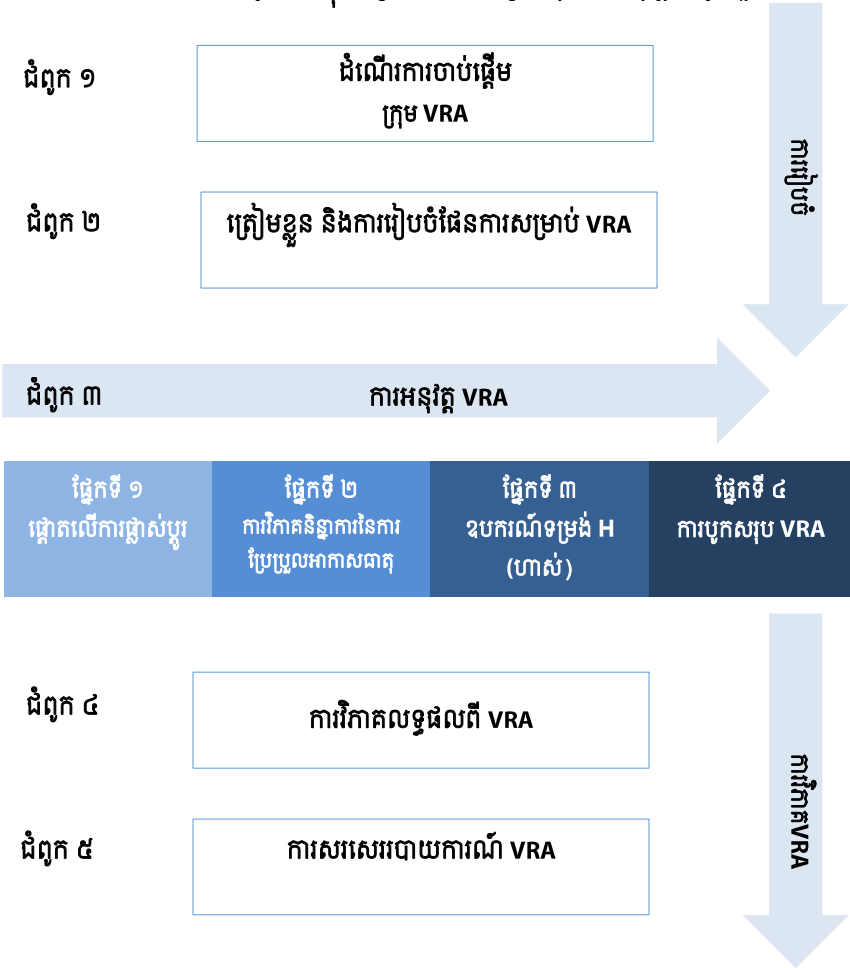 ជំពូក ១
ដំណើរការចាប់ផ្តើម
ក្រុម VRA
ការរៀបចំ
ជំពូក ២
ត្រៀមខ្លួន និងការរៀបចំផែនការសម្រាប់ VRA
ជំពូក ៣
ការអនុវត្ត VRA
ផ្នែកទី ១
ផ្តោតលើការផ្លាស់ប្តូរ
ផ្នែកទី ២
ការវិភាគនិន្នាការនៃការ
ប្រែប្រួលអាកាសធាតុ
ផ្នែកទី ៣
ឧបករណ៍ទម្រង់ H
(ហាស់)
ផ្នែកទី ៤
ការបូកសរុប VRA
ជំពូក ៤
ការវិភាគលទ្ធផលពី VRA
ការវិភាគVRA
ជំពូក ៥
ការសរសេររបាយការណ៍ VRA